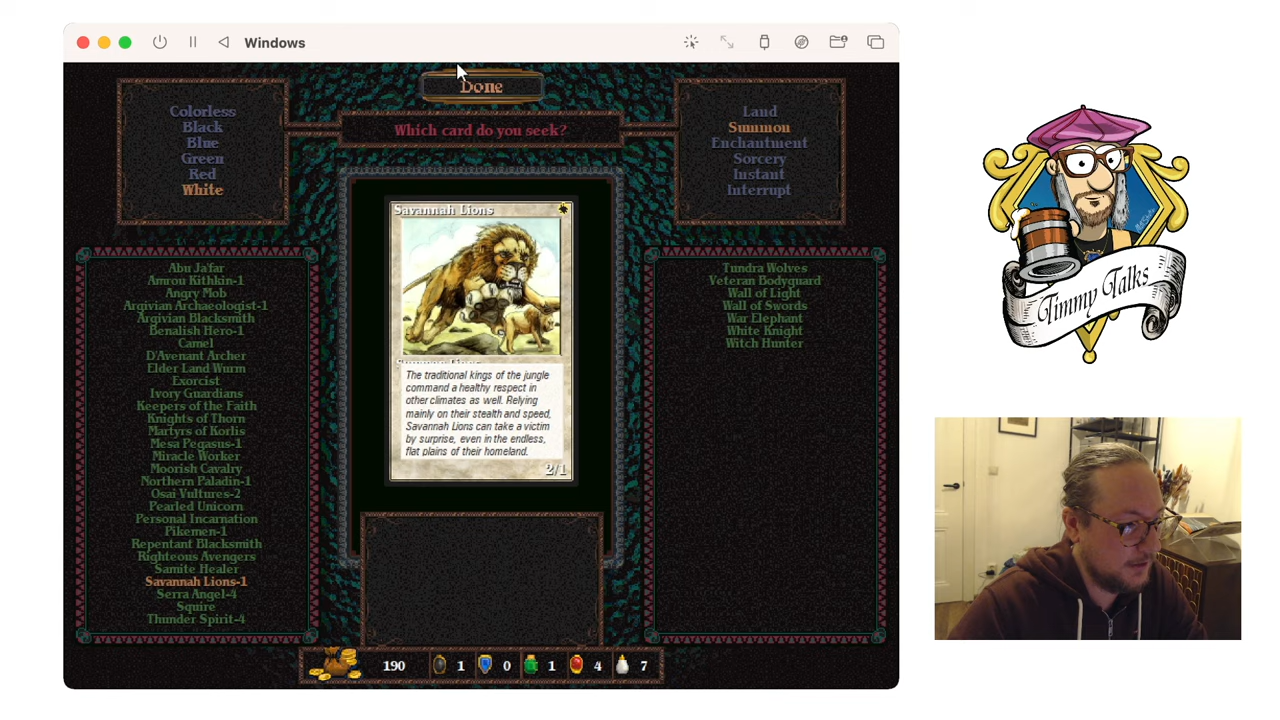 Windows
Done
Which card do you seek?
Colorless
Black
Blue
Green
Red
White
Land
Summon
Enchantment
Sorcery
Instant
Interrupt
Abu Ja'far
Amrou Kithkin-1
Angry Mob
Argivian Archaeologist-1
Argivian Blacksmith
Benalish Hero-1
Camel
D'Avenant Archer
Elder Land Wurm
Exorcist
Ivory Guardians
Keepers of the Faith
Knights of Thorn
Martyrs of Korlis
Mesa Pegasus-1
Miracle Worker
Moorish Cavalry
Northern Paladin-1
Osai Vultures-2
Pearled Unicorn
Personal Incarnation
Pikemen-1
Repentant Blacksmith
Righteous Avengers
Samite Healer
Savannah Lions-1
Serra Angel-4
Squire
Thunder Spirit-4
Savannah Lions
The traditional kings of the jungle
command a healthy respect in
other climates as well. Relying
mainly on their stealth and speed,
Savannah Lions can take a victim
by surprise, even in the endless,
flat plains of their homeland.
2/1
Tundra Wolves
Veteran Bodyguard
Wall of Light
Wall of Swords
War Elephant
White Knight
Witch Hunter
190 1 0 1 4 7
Timmy Talks